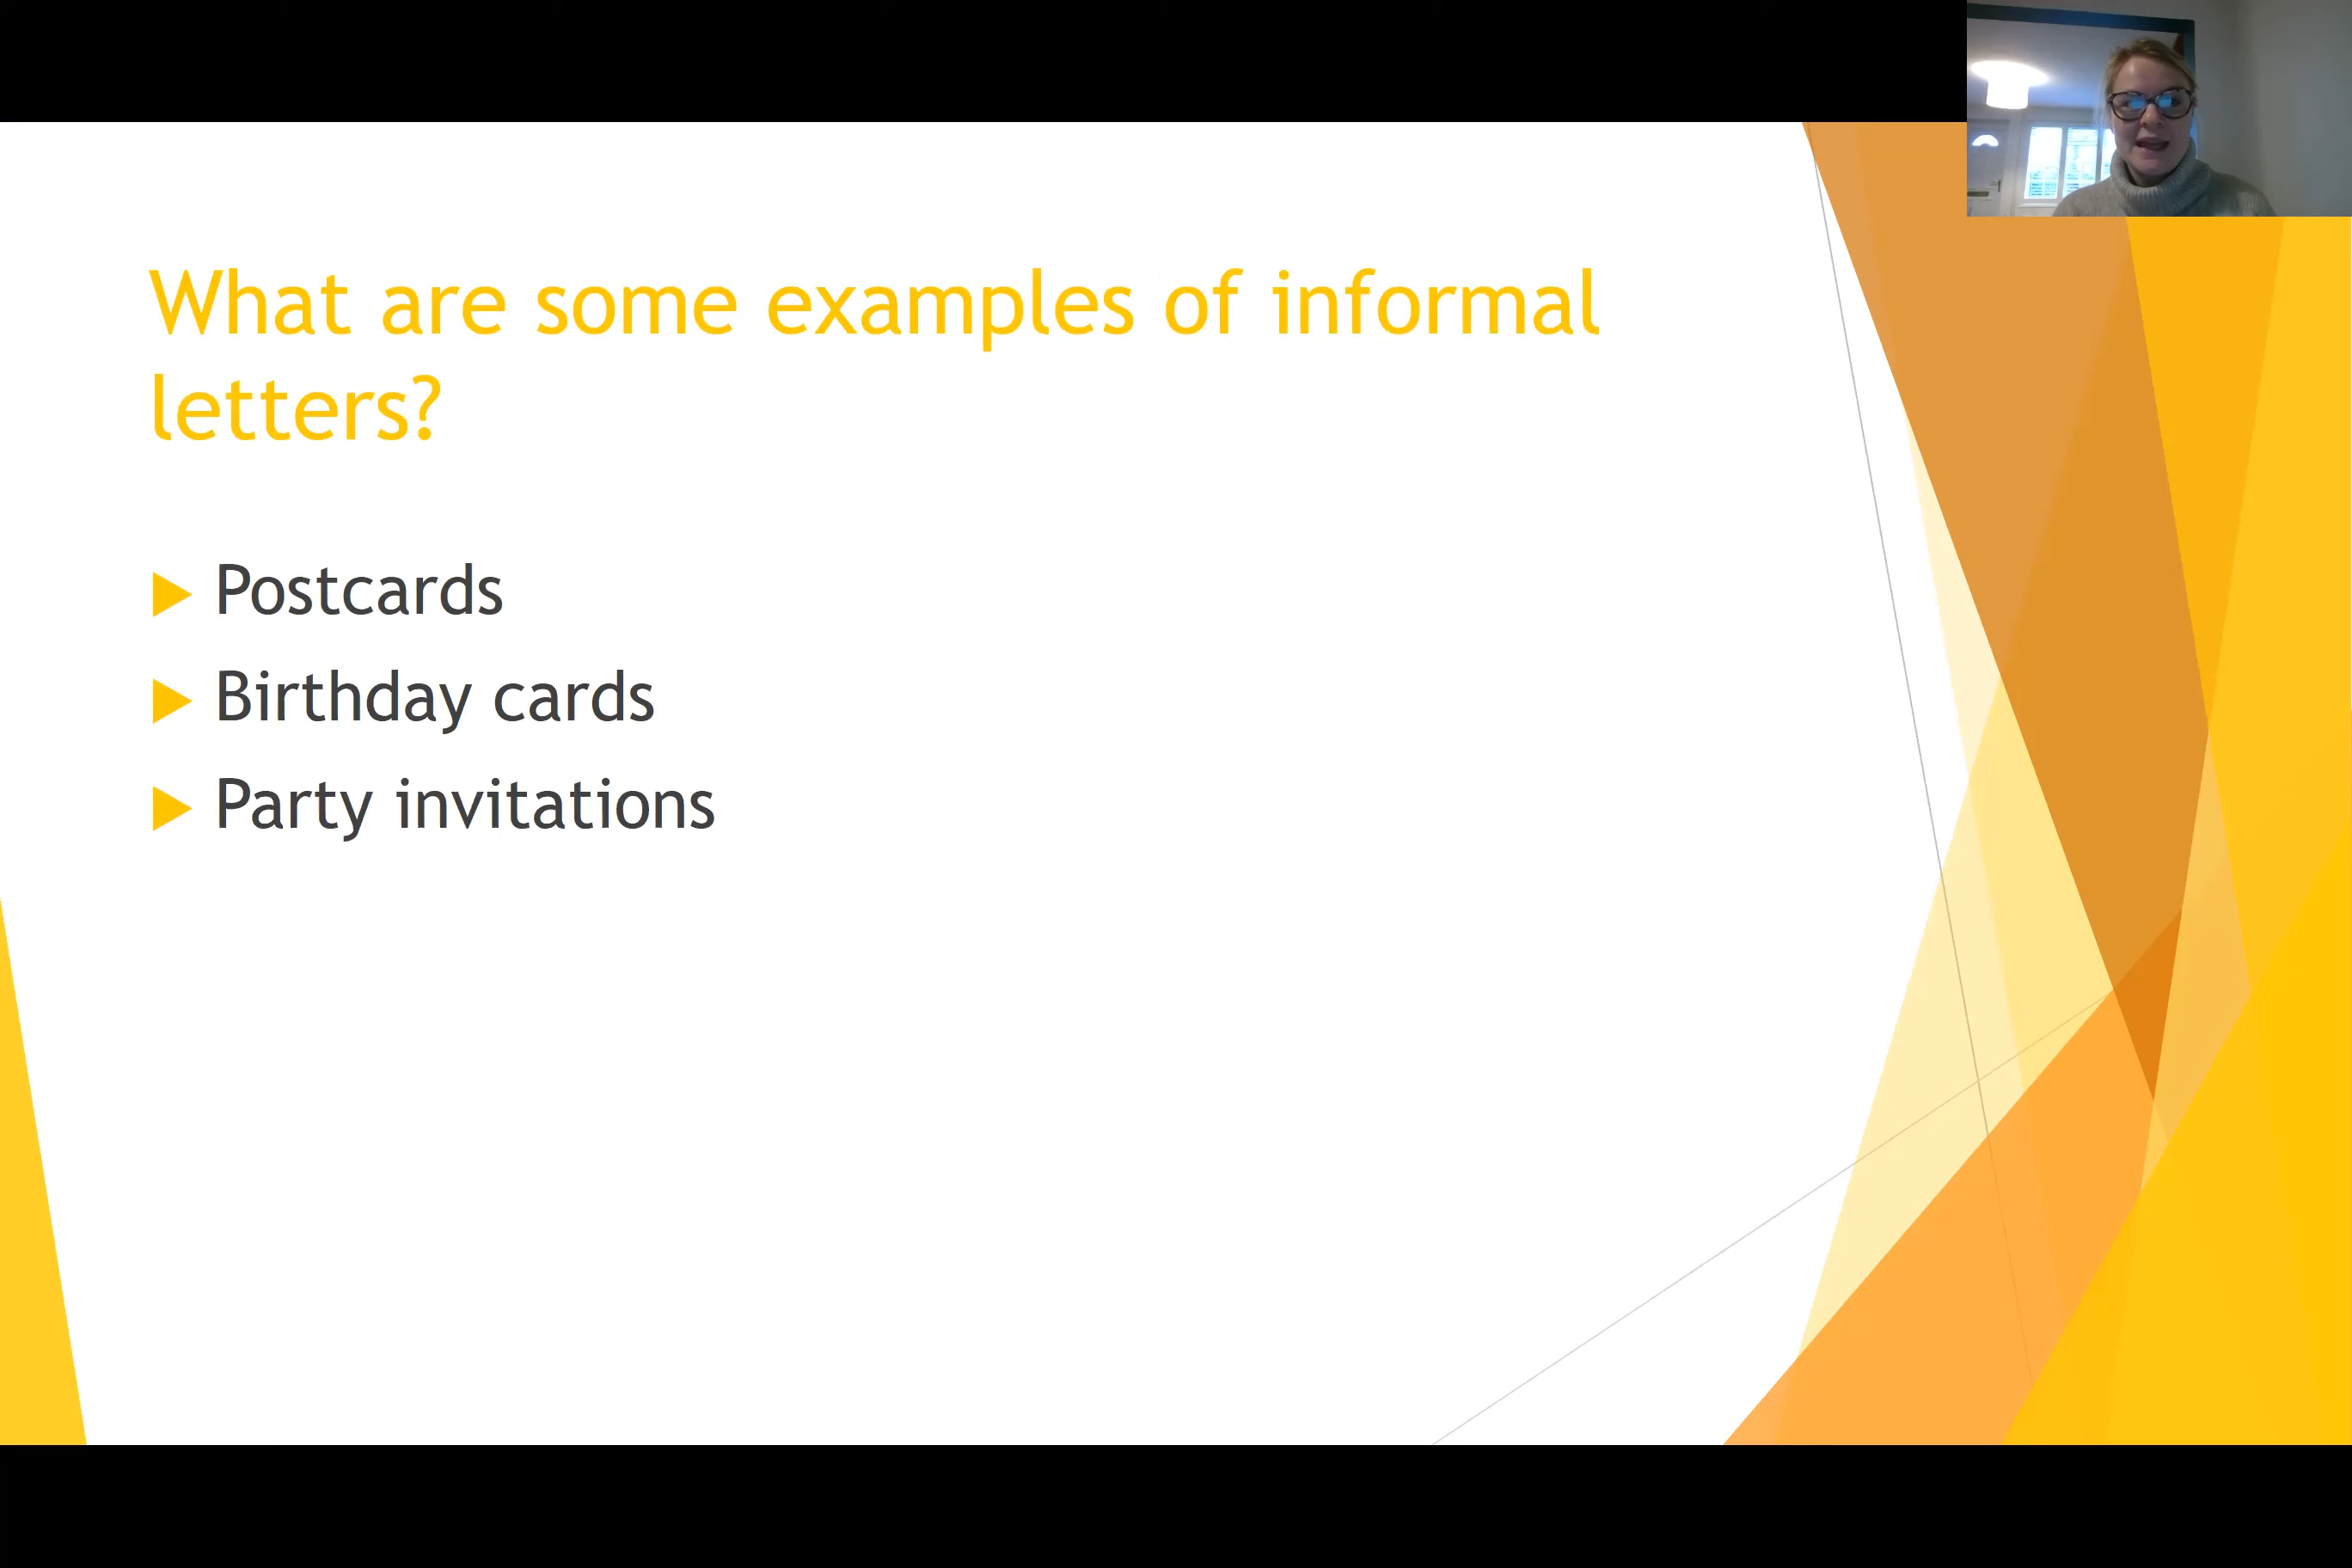 What are some examples of informal
letters?
Postcards
Birthday cards
Party invitations